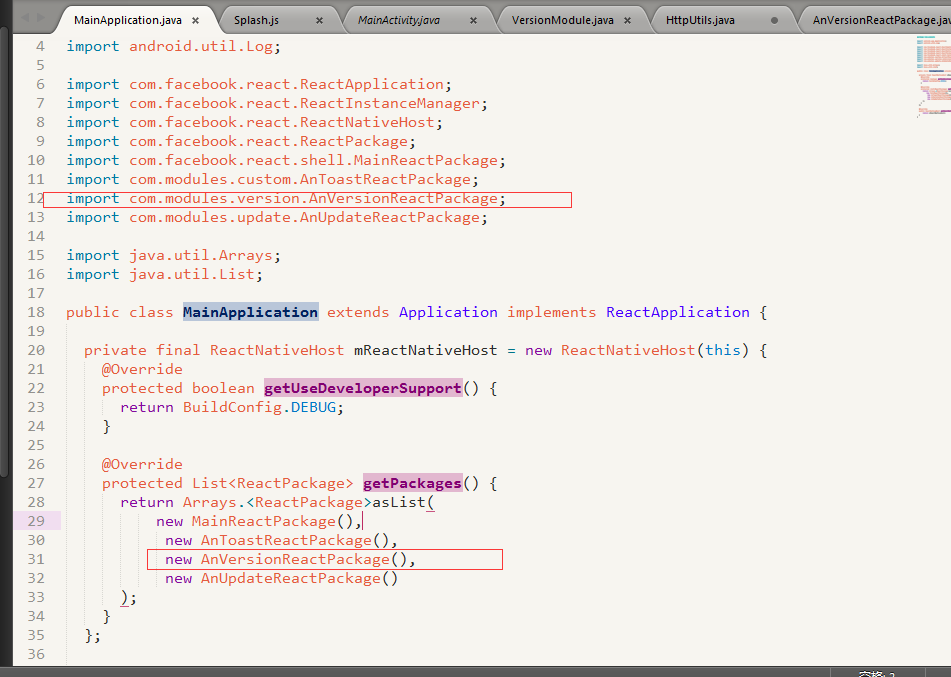 MainApplication.java × Splash.js × MainActivity.java × VersionModule.java × HttpUtils.java AnVersionReactPackage.jav
4 import android.util.Log;
5
6 import com.facebook.react.ReactApplication;
7 import com.facebook.react.ReactInstanceManager;
8 import com.facebook.react.ReactNativeHost;
9 import com.facebook.react.ReactPackage;
10 import com.facebook.react.shell.MainReactPackage;
11 import com.modules.custom.AnToastReactPackage;
12 import com.modules.version.AnVersionReactPackage;
13 import com.modules.update.AnUpdateReactPackage;
14
15 import java.util.Arrays;
16 import java.util.List;
17
18 public class MainApplication extends Application implements ReactApplication {
19
20 private final ReactNativeHost mReactNativeHost = new ReactNativeHost(this) {
21 @Override
22 protected boolean getUseDeveloperSupport() {
23 return BuildConfig.DEBUG;
24 }
25
26 @Override
27 protected List<ReactPackage> getPackages() {
28 return Arrays.<ReactPackage>asList(
29 new MainReactPackage(),
30 new AnToastReactPackage(),
31 new AnVersionReactPackage(),
32 new AnUpdateReactPackage()
33 );
34 }
35 };
36